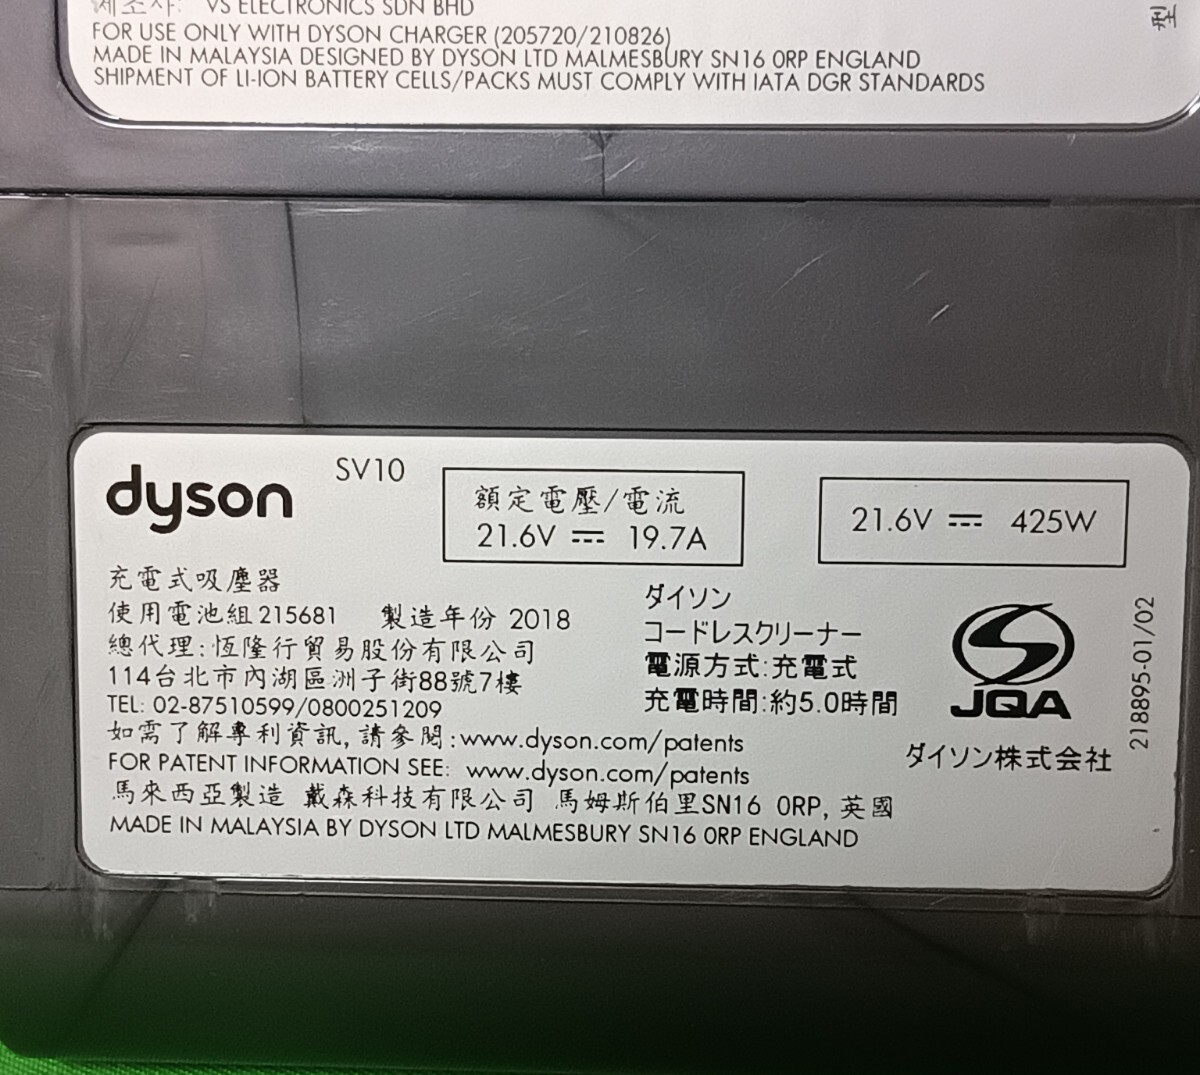 제조사: VS ELECTRONICS SDN BHD
FOR USE ONLY WITH DYSON CHARGER (205720/210826)
MADE IN MALAYSIA DESIGNED BY DYSON LTD MALMESBURY SN16 0RP ENGLAND
SHIPMENT OF LI-ION BATTERY CELLS/PACKS MUST COMPLY WITH IATA DGR STANDARDS
dyson
SV10
額定電壓/電流
21.6V ⎓ 19.7A
21.6V ⎓ 425W
充電式吸塵器
使用電池組215681 製造年份 2018
總代理:恆隆行貿易股份有限公司
114台北市內湖區洲子街88號7樓
TEL: 02-87510599/0800251209
如需了解專利資訊,請參閱:www.dyson.com/patents
FOR PATENT INFORMATION SEE: www.dyson.com/patents
馬來西亞製造 戴森科技有限公司 馬姆斯伯里SN16 0RP, 英國
MADE IN MALAYSIA BY DYSON LTD MALMESBURY SN16 0RP ENGLAND
ダイソン
コードレスクリーナー
電源方式:充電式
充電時間:約5.0時間
JQA
ダイソン株式会社
218895-01/02